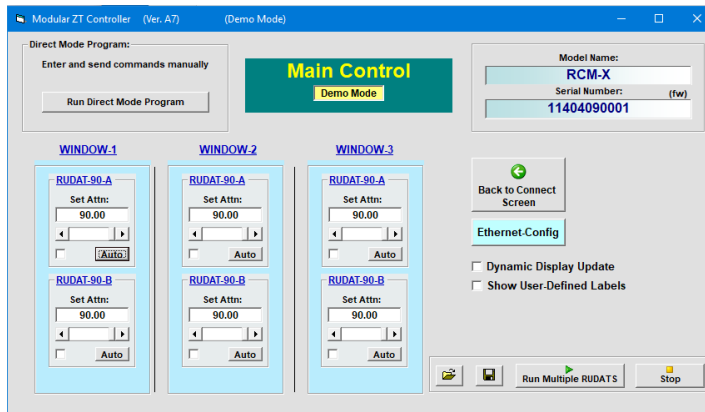 Modular ZT Controller (Ver. A7) (Demo Mode)
Direct Mode Program:
Enter and send commands manually
Run Direct Mode Program
Main Control
Demo Mode
Model Name:
RCM-X
Serial Number:
(fw)
11404090001
WINDOW-1
RUDAT-90-A
Set Attn:
90.00
Auto
RUDAT-90-B
Set Attn:
90.00
Auto
WINDOW-2
RUDAT-90-A
Set Attn:
90.00
Auto
RUDAT-90-B
Set Attn:
90.00
Auto
WINDOW-3
RUDAT-90-A
Set Attn:
90.00
Auto
RUDAT-90-B
Set Attn:
90.00
Auto
Back to Connect
Screen
Ethernet-Config
Dynamic Display Update
Show User-Defined Labels
Run Multiple RUDATS
Stop